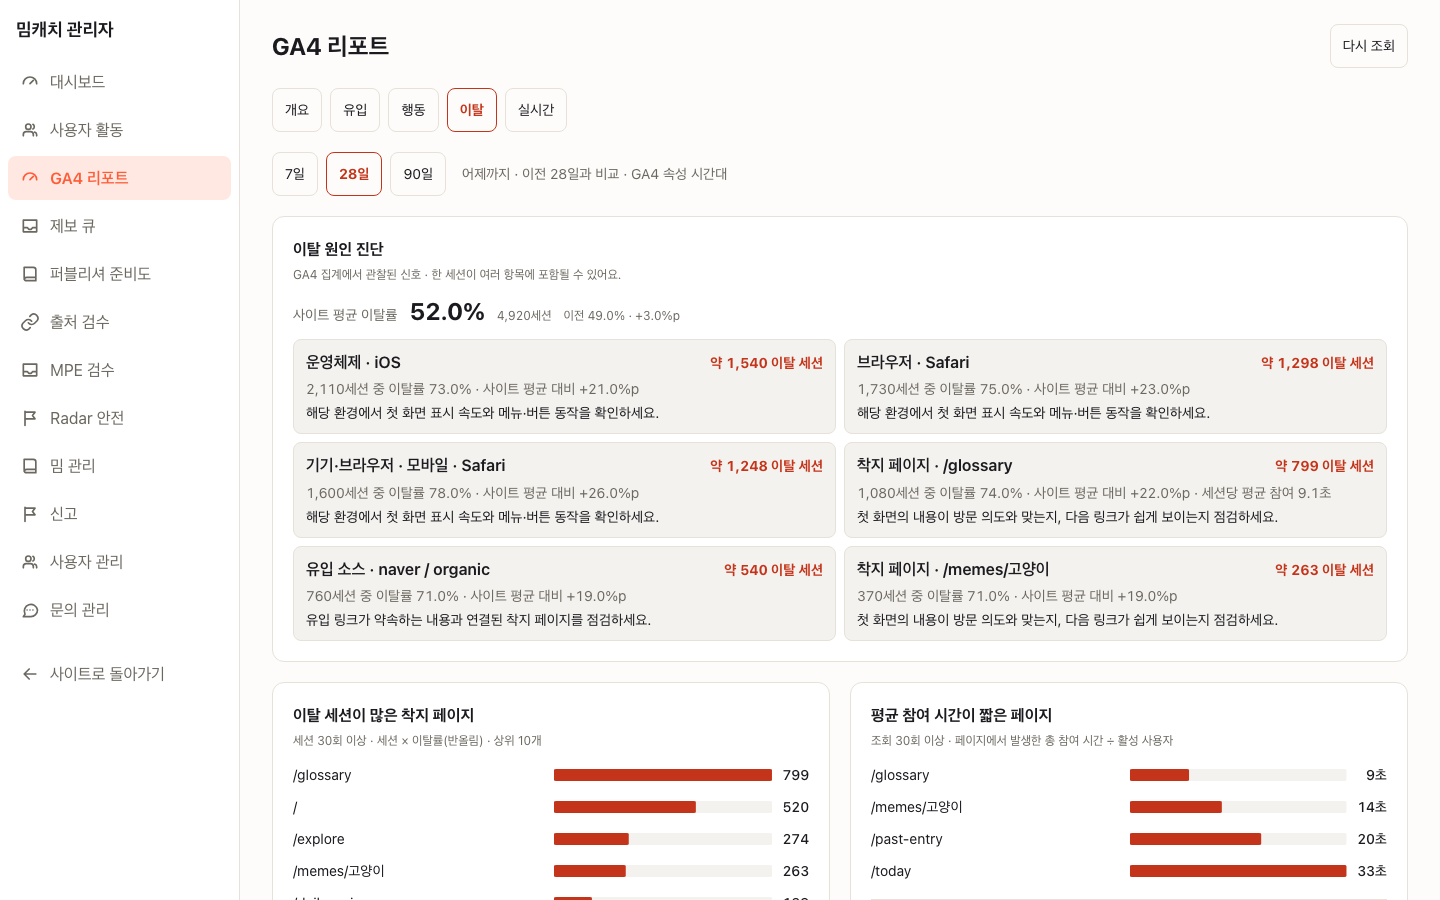 밈캐치 관리자
대시보드
사용자 활동
GA4 리포트
제보 큐
퍼블리셔 준비도
출처 검수
MPE 검수
Radar 안전
밈 관리
신고
사용자 관리
문의 관리
사이트로 돌아가기
GA4 리포트
다시 조회
개요 유입 행동 이탈 실시간
7일 28일 90일 어제까지 · 이전 28일과 비교 · GA4 속성 시간대
이탈 원인 진단
GA4 집계에서 관찰된 신호 · 한 세션이 여러 항목에 포함될 수 있어요.
사이트 평균 이탈률 52.0% 4,920세션 이전 49.0% · +3.0%p
운영체제 · iOS 약 1,540 이탈 세션
2,110세션 중 이탈률 73.0% · 사이트 평균 대비 +21.0%p
해당 환경에서 첫 화면 표시 속도와 메뉴·버튼 동작을 확인하세요.
브라우저 · Safari 약 1,298 이탈 세션
1,730세션 중 이탈률 75.0% · 사이트 평균 대비 +23.0%p
해당 환경에서 첫 화면 표시 속도와 메뉴·버튼 동작을 확인하세요.
기기·브라우저 · 모바일 · Safari 약 1,248 이탈 세션
1,600세션 중 이탈률 78.0% · 사이트 평균 대비 +26.0%p
해당 환경에서 첫 화면 표시 속도와 메뉴·버튼 동작을 확인하세요.
착지 페이지 · /glossary 약 799 이탈 세션
1,080세션 중 이탈률 74.0% · 사이트 평균 대비 +22.0%p · 세션당 평균 참여 9.1초
첫 화면의 내용이 방문 의도와 맞는지, 다음 링크가 쉽게 보이는지 점검하세요.
유입 소스 · naver / organic 약 540 이탈 세션
760세션 중 이탈률 71.0% · 사이트 평균 대비 +19.0%p
유입 링크가 약속하는 내용과 연결된 착지 페이지를 점검하세요.
착지 페이지 · /memes/고양이 약 263 이탈 세션
370세션 중 이탈률 71.0% · 사이트 평균 대비 +19.0%p
첫 화면의 내용이 방문 의도와 맞는지, 다음 링크가 쉽게 보이는지 점검하세요.
이탈 세션이 많은 착지 페이지
세션 30회 이상 · 세션 × 이탈률(반올림) · 상위 10개
/glossary 799
/ 520
/explore 274
/memes/고양이 263
평균 참여 시간이 짧은 페이지
조회 30회 이상 · 페이지에서 발생한 총 참여 시간 ÷ 활성 사용자
/glossary 9초
/memes/고양이 14초
/past-entry 20초
/today 33초